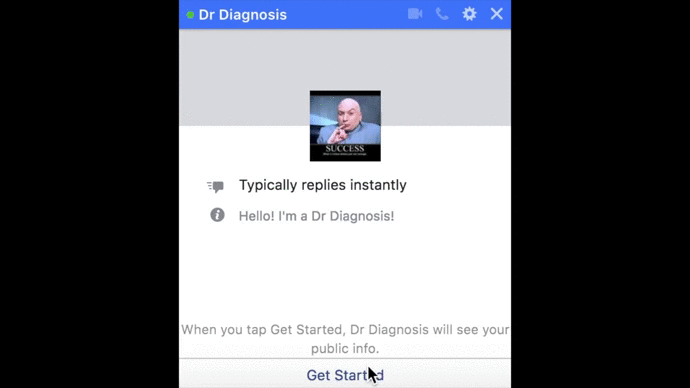 Dr Diagnosis
SUCCESS
Typically replies instantly
Hello! I'm a Dr Diagnosis!
When you tap Get Started, Dr Diagnosis will see your
public info.
Get Started